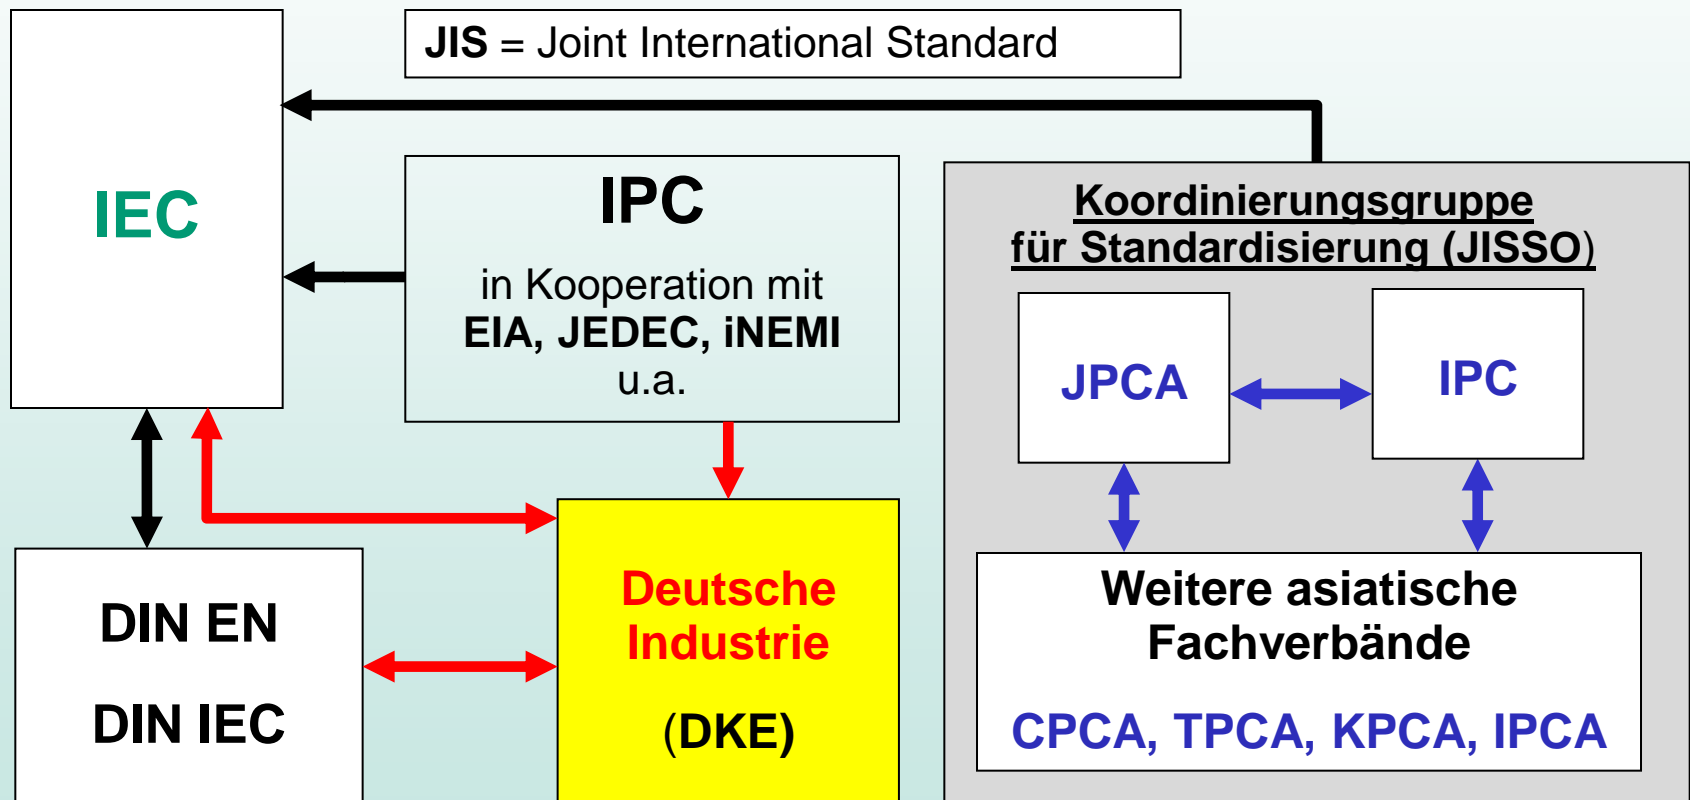 JIS = Joint International Standard
IEC
IPC
in Kooperation mit
EIA, JEDEC, iNEMI
u.a.
Koordinierungsgruppe
für Standardisierung (JISSO)
JPCA
IPC
DIN EN
DIN IEC
Deutsche
Industrie
(DKE)
Weitere asiatische
Fachverbände
CPCA, TPCA, KPCA, IPCA